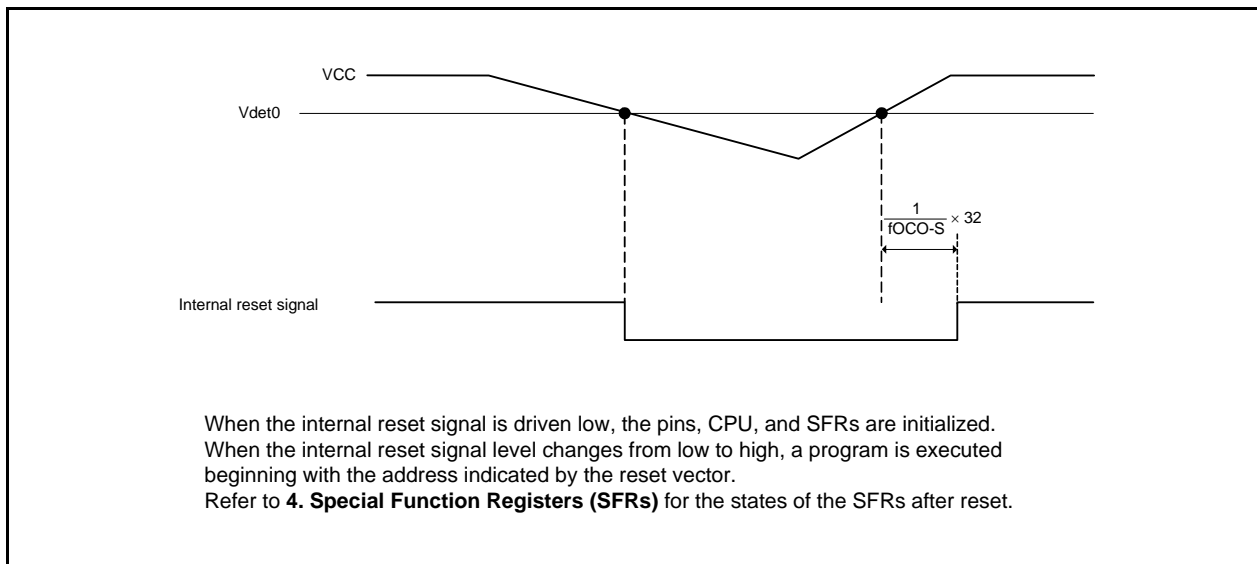 VCC
Vdet0
1
fOCO-S × 32
Internal reset signal
When the internal reset signal is driven low, the pins, CPU, and SFRs are initialized.
When the internal reset signal level changes from low to high, a program is executed
beginning with the address indicated by the reset vector.
Refer to 4. Special Function Registers (SFRs) for the states of the SFRs after reset.